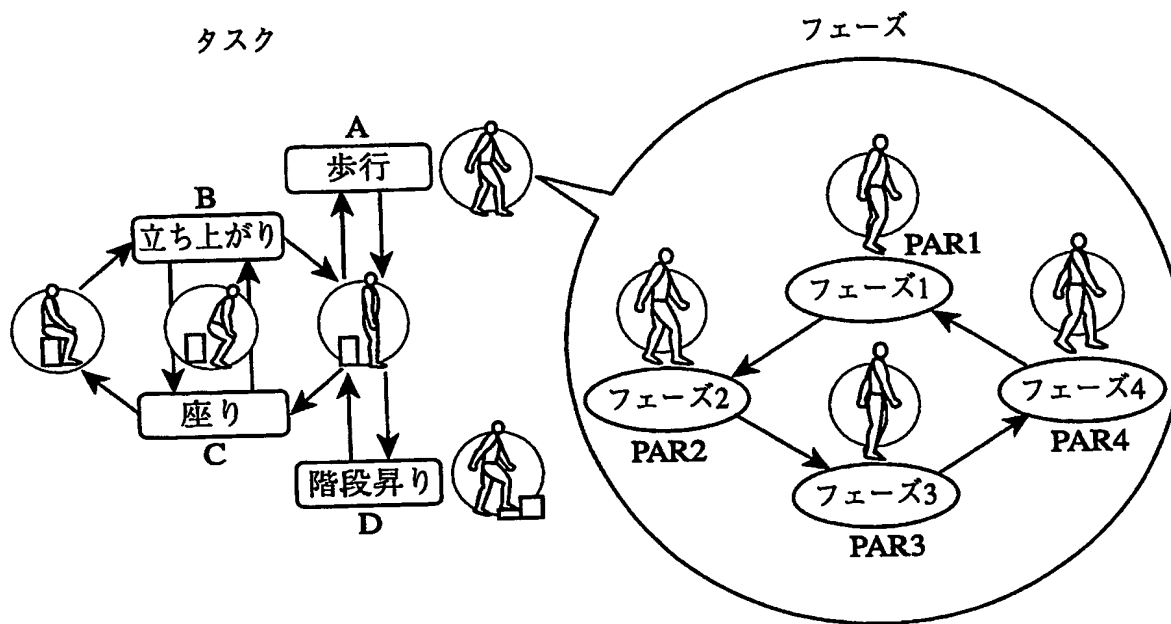 タスク
フェーズ
A
歩行
B
立ち上がり
座り
C
階段昇り
D
PAR1
フェーズ1
フェーズ2
PAR2
フェーズ3
PAR3
フェーズ4
PAR4